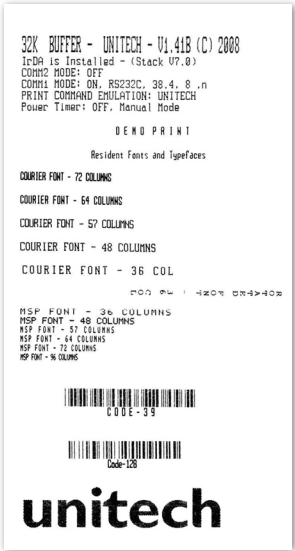 32K BUFFER - UNITECH - V1.41B (C) 2008
IrDA is Installed - (Stack V7.0)
COMM2 MODE: OFF
COMM1 MODE: ON, RS232C, 38.4, 8 ,n
PRINT COMMAND EMULATION: UNITECH
Power Timer: OFF, Manual Mode
DEMO PRINT
Resident Fonts and Typefaces
COURIER FONT - 72 COLUMNS
COURIER FONT - 64 COLUMNS
COURIER FONT - 57 COLUMNS
COURIER FONT - 48 COLUMNS
COURIER FONT - 36 COL
ROTATED FONT - 36 COL
MSP FONT - 36 COLUMNS
MSP FONT - 48 COLUMNS
MSP FONT - 57 COLUMNS
MSP FONT - 64 COLUMNS
MSP FONT - 72 COLUMNS
MSP FONT - 96 COLUMNS
CODE-39
Code-128
unitech